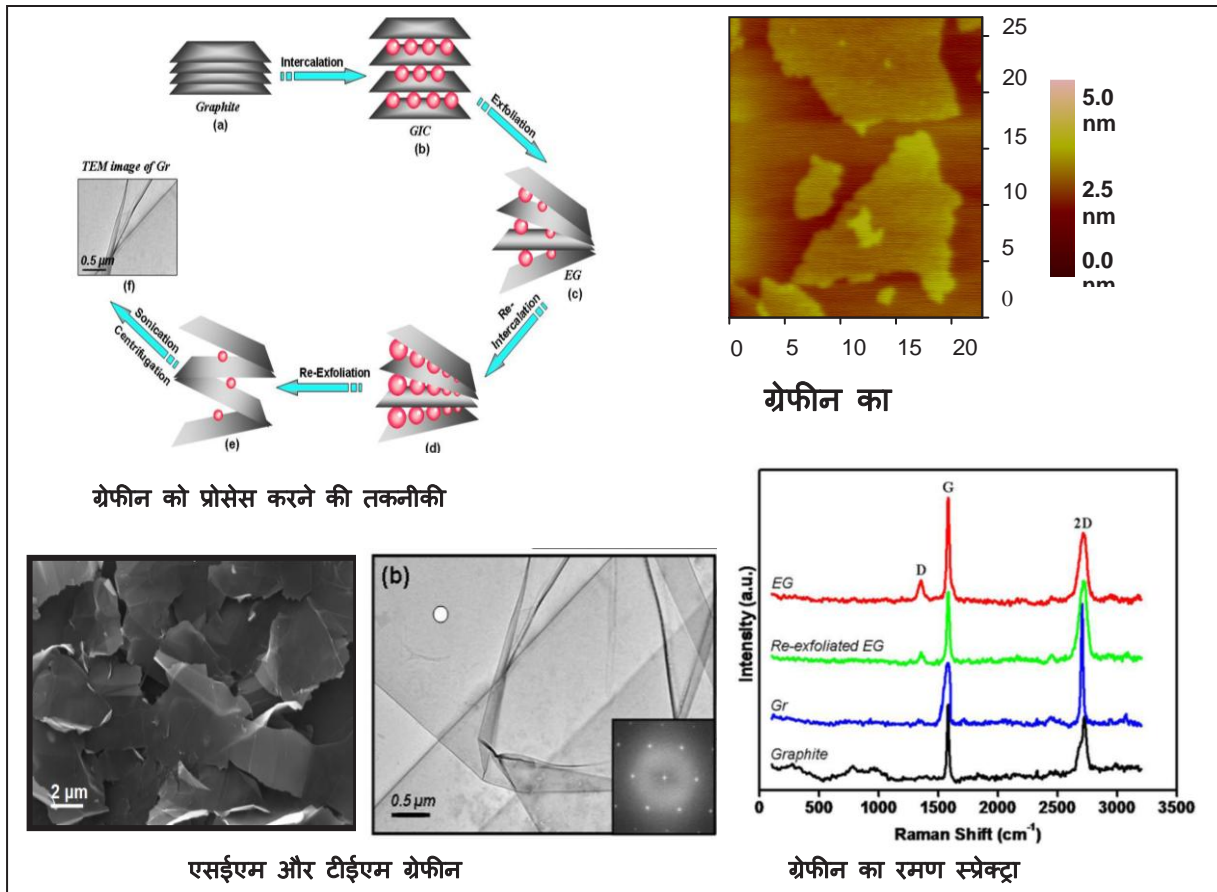 Graphite
(a)
Intercalation
GIC
(b)
Exfoliation
EG
(c)
Re-
Intercalation
(d)
Re-Exfoliation
(e)
Sonication
Centrifugation
TEM image of Gr
0.5 µm
(f)
ग्रेफीन को प्रोसेस करने की तकनीकी
25
20
15
10
5
0
0 5 10 15 20
5.0
nm
2.5
nm
0.0
nm
ग्रेफीन का
2 µm
(b)
0.5 µm
एसईएम और टीईएम ग्रेफीन
G
2D
D
EG
Re-exfoliated EG
Gr
Graphite
Intensity (a.u.)
0 500 1000 1500 2000 2500 3000 3500
Raman Shift (cm⁻¹)
ग्रेफीन का रमण स्प्रेक्ट्रा